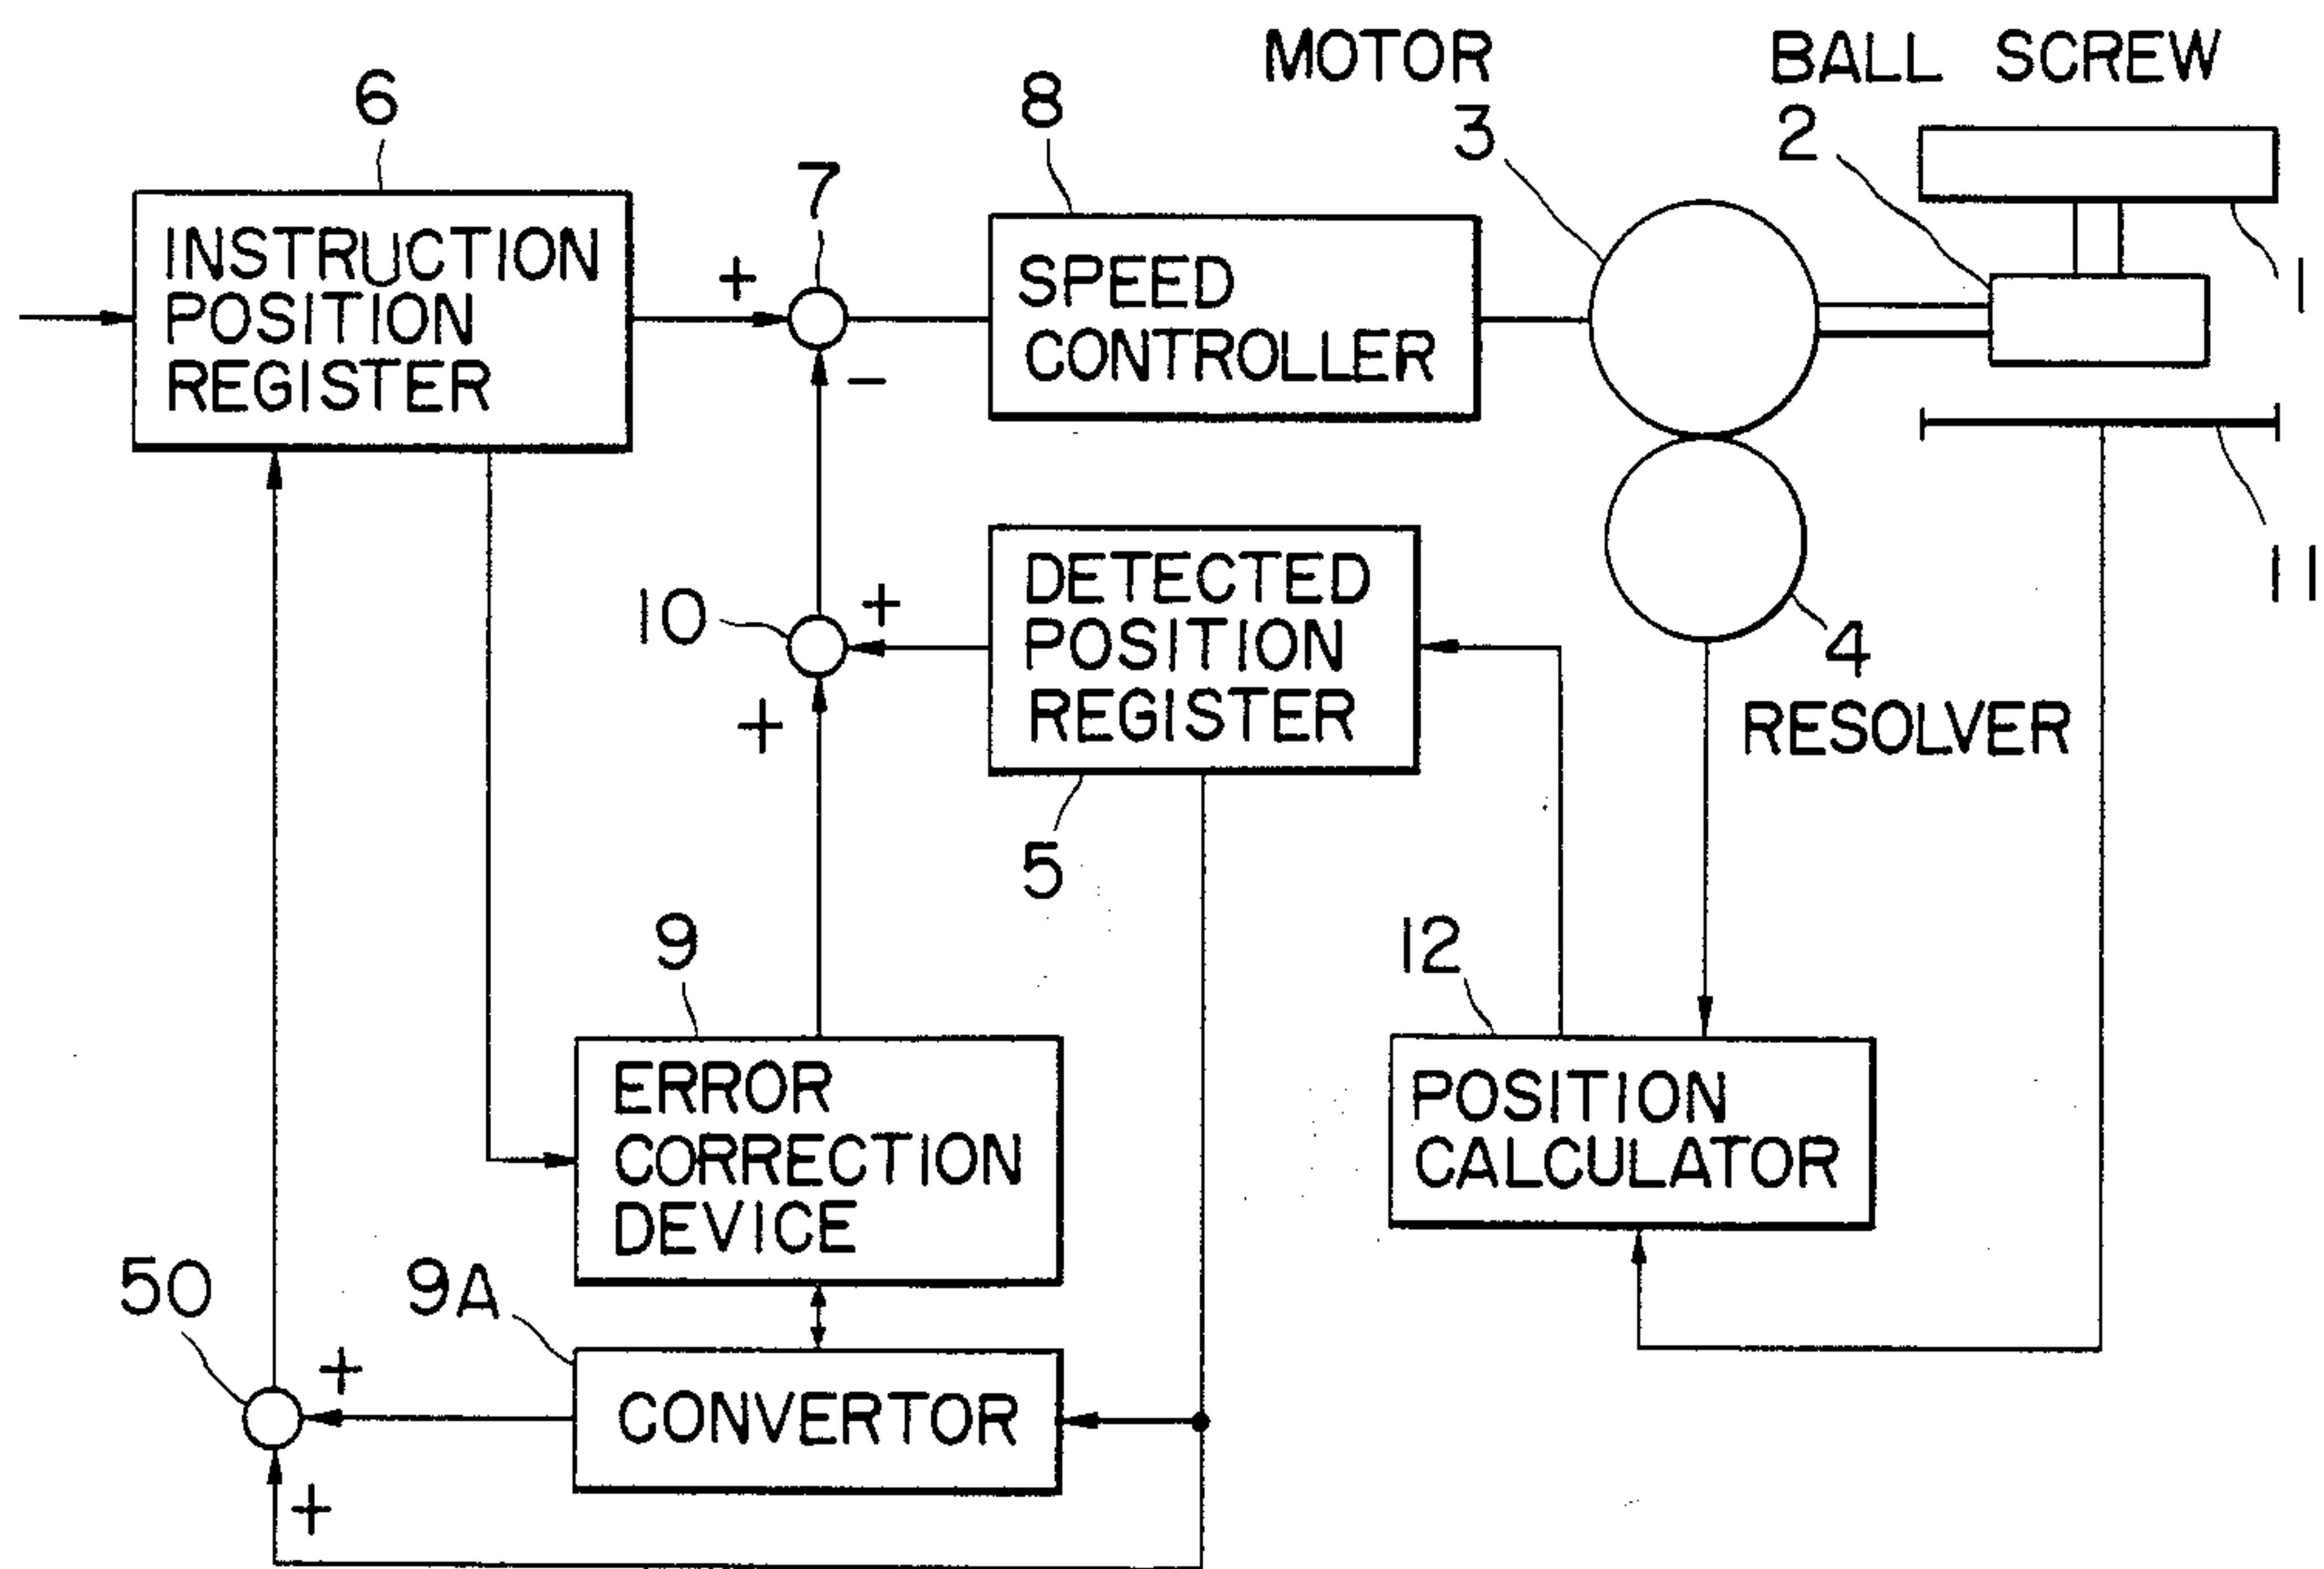 MOTOR
3
BALL SCREW
2
6
7
8
INSTRUCTION
POSITION
REGISTER
+
−
SPEED
CONTROLLER
1
11
10
+
+
DETECTED
POSITION
REGISTER
5
4
RESOLVER
9
12
ERROR
CORRECTION
DEVICE
POSITION
CALCULATOR
50
9A
+
+
CONVERTOR